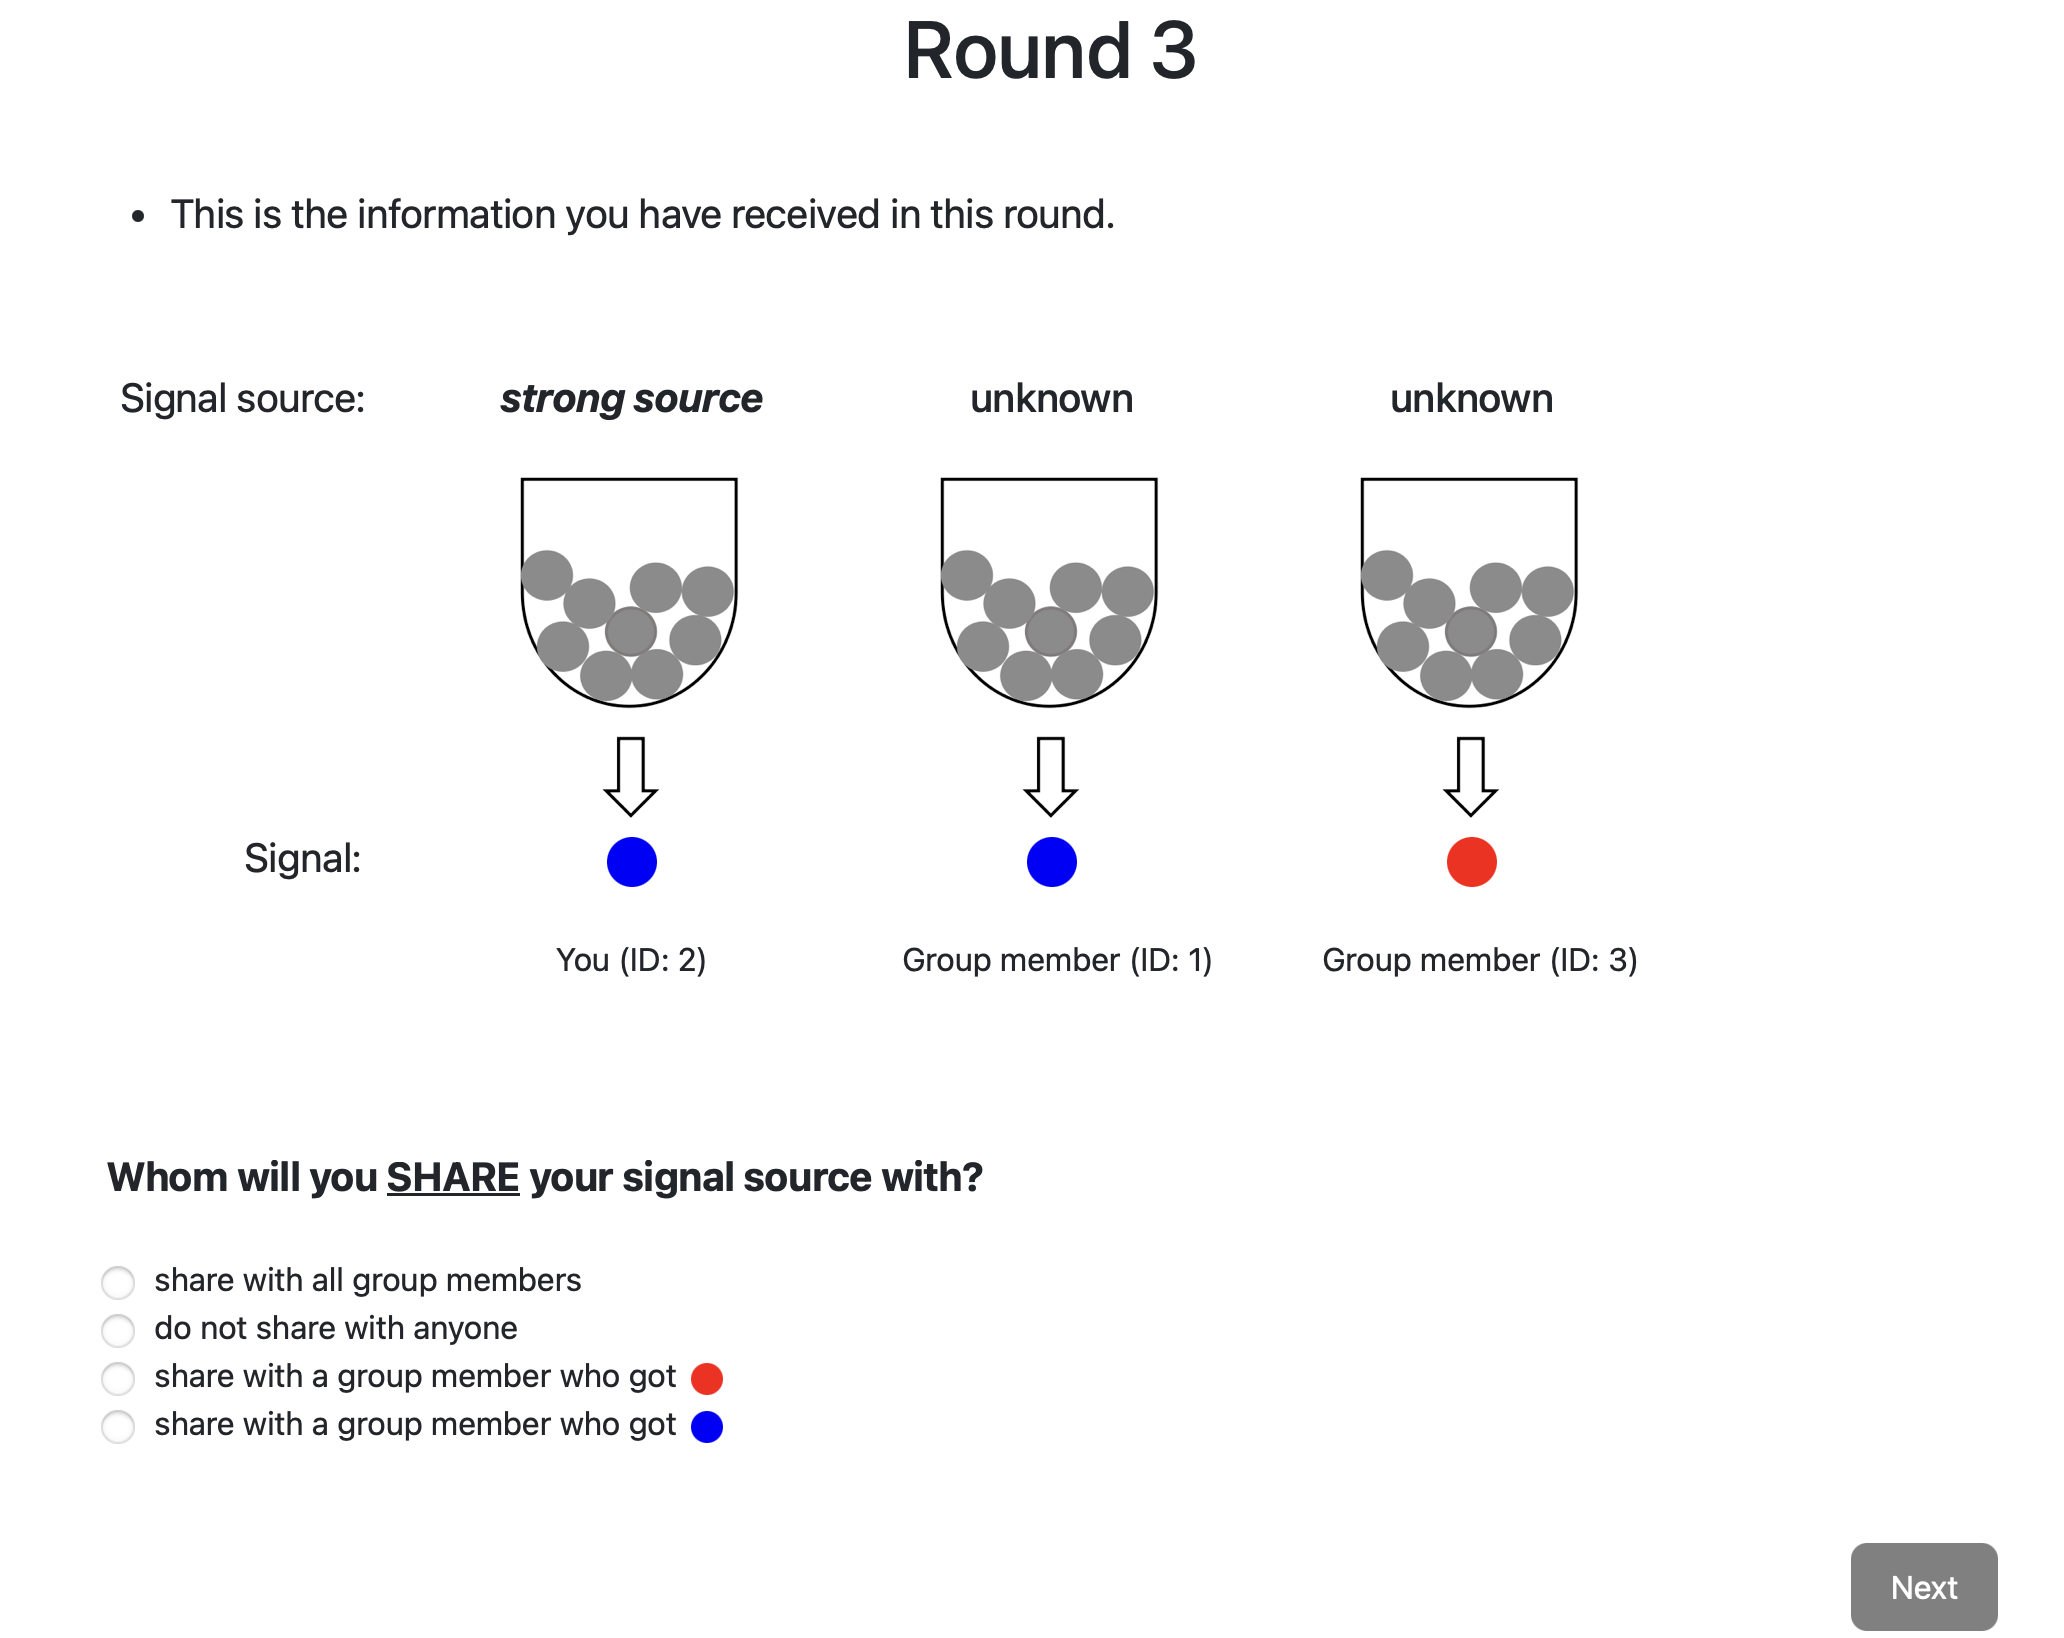 Round 3
• This is the information you have received in this round.
Signal source: strong source unknown unknown
Signal:
You (ID: 2) Group member (ID: 1) Group member (ID: 3)
Whom will you SHARE your signal source with?
share with all group members
do not share with anyone
share with a group member who got
share with a group member who got
Next